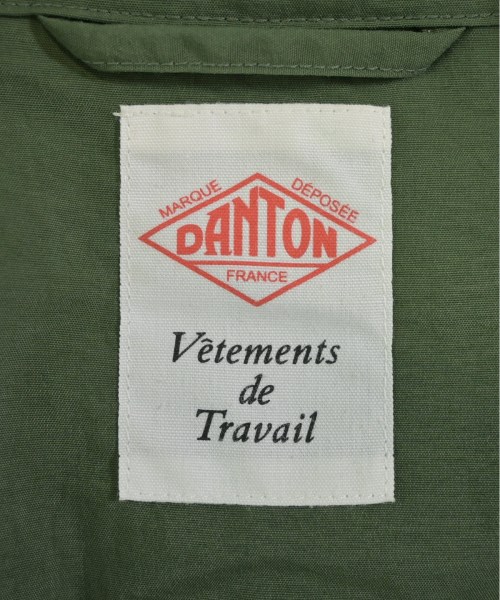 MARQUE DÉPOSÉE
DANTON
FRANCE
Vêtements
de
Travail